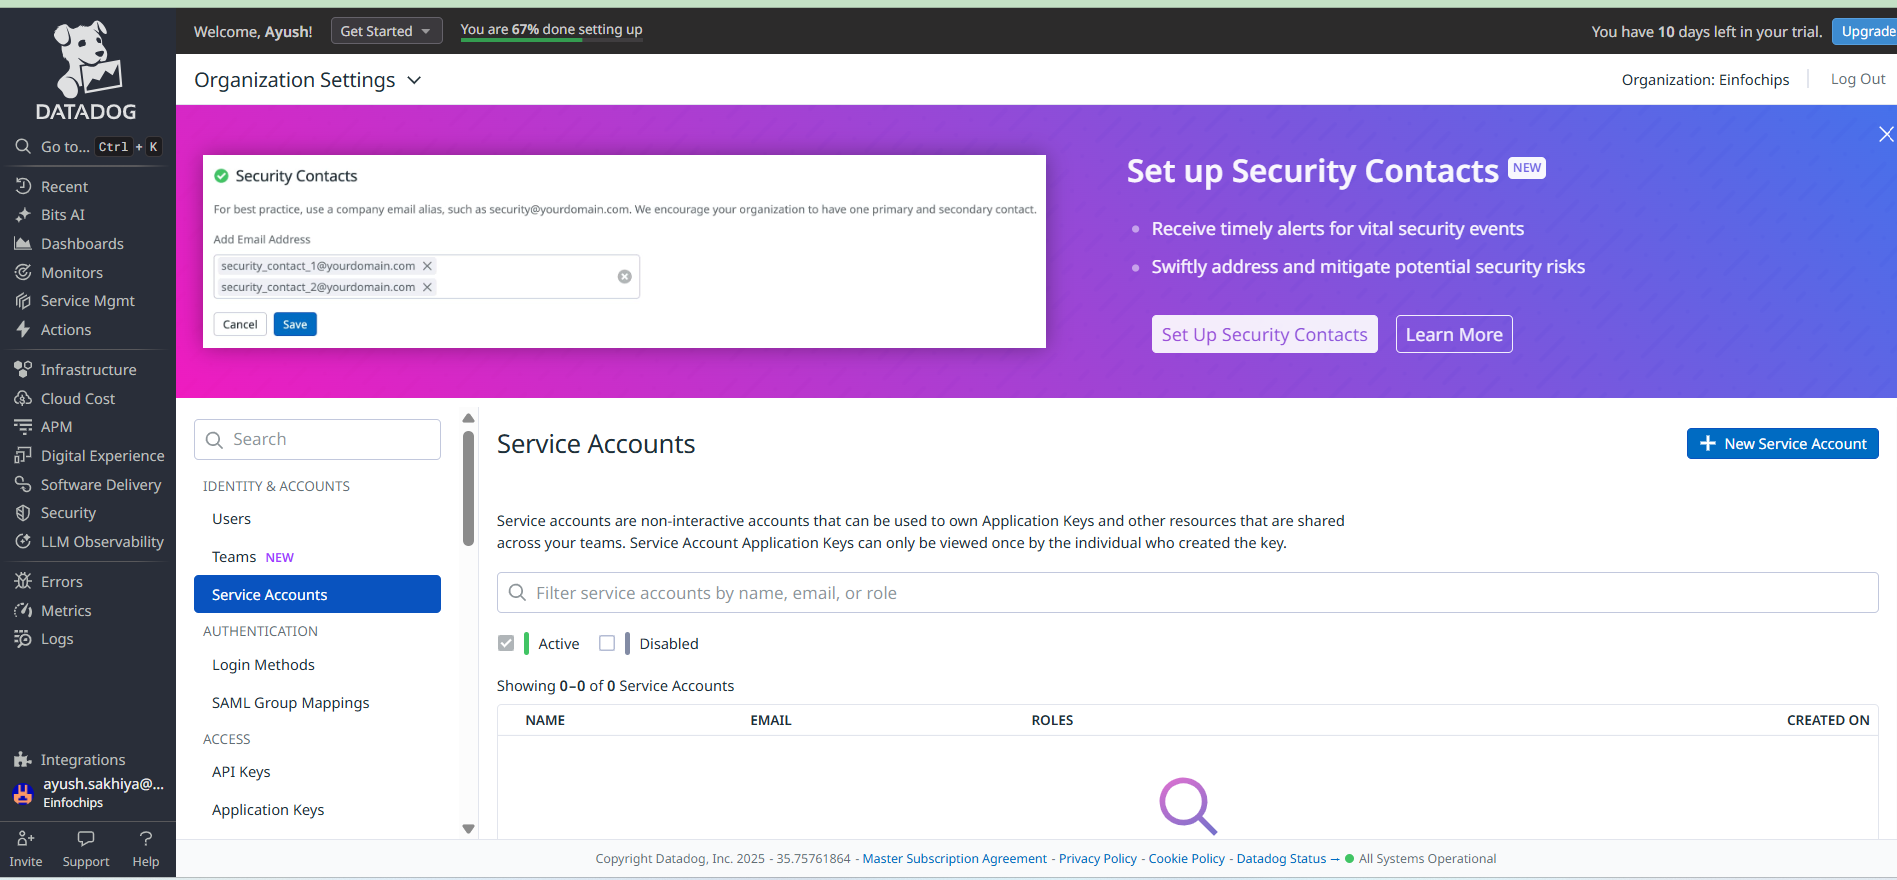 DATADOG
Go to... Ctrl + K
Recent
Bits AI
Dashboards
Monitors
Service Mgmt
Actions
Infrastructure
Cloud Cost
APM
Digital Experience
Software Delivery
Security
LLM Observability
Errors
Metrics
Logs
Integrations
ayush.sakhiya@...
Einfochips
Invite Support Help
Welcome, Ayush! Get Started You are 67% done setting up You have 10 days left in your trial. Upgrade
Organization Settings Organization: Einfochips Log Out
Security Contacts
For best practice, use a company email alias, such as security@yourdomain.com. We encourage your organization to have one primary and secondary contact.
Add Email Address
security_contact_1@yourdomain.com
security_contact_2@yourdomain.com
Cancel Save
Set up Security Contacts NEW
Receive timely alerts for vital security events
Swiftly address and mitigate potential security risks
Set Up Security Contacts Learn More
Search
IDENTITY & ACCOUNTS
Users
Teams NEW
Service Accounts
AUTHENTICATION
Login Methods
SAML Group Mappings
ACCESS
API Keys
Application Keys
Service Accounts
+ New Service Account
Service accounts are non-interactive accounts that can be used to own Application Keys and other resources that are shared
across your teams. Service Account Application Keys can only be viewed once by the individual who created the key.
Filter service accounts by name, email, or role
Active Disabled
Showing 0–0 of 0 Service Accounts
NAME EMAIL ROLES CREATED ON
Copyright Datadog, Inc. 2025 - 35.75761864 - Master Subscription Agreement - Privacy Policy - Cookie Policy - Datadog Status → All Systems Operational